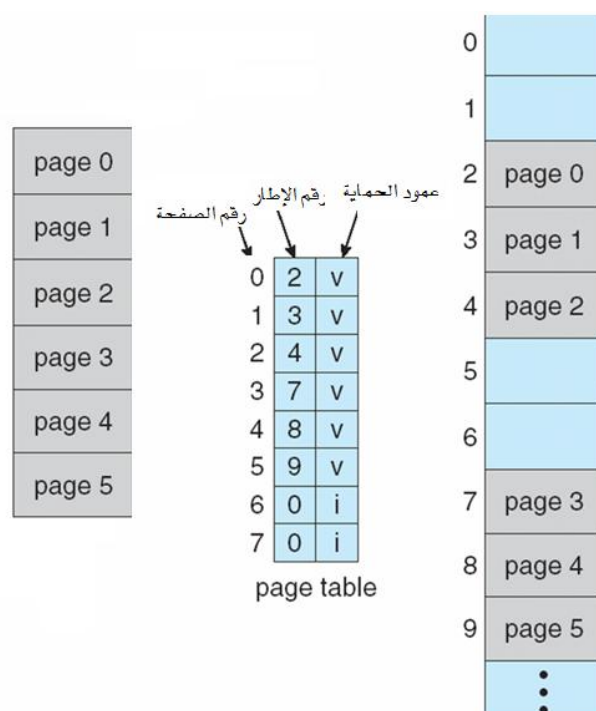 page 0
page 1
page 2
page 3
page 4
page 5
رقم الصفحة
رقم الإطار
عمود الحماية
0 2 v
1 3 v
2 4 v
3 7 v
4 8 v
5 9 v
6 0 i
7 0 i
page table
0
1
2 page 0
3 page 1
4 page 2
5
6
7 page 3
8 page 4
9 page 5